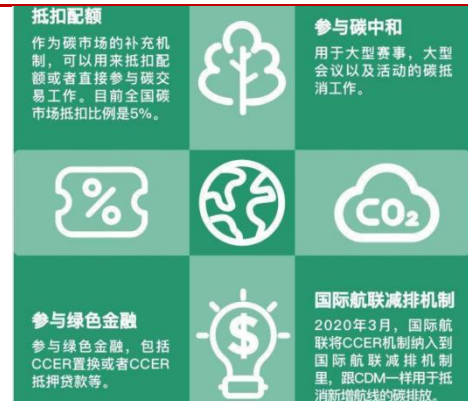 抵扣配额
作为碳市场的补充机
制，可以用来抵扣配
额或者直接参与碳交
易工作。目前全国碳
市场抵扣比例是5%。
参与碳中和
用于大型赛事，大型
会议以及活动的碳抵
消工作。
%
CO₂
参与绿色金融
参与绿色金融，包括
CCER置换或者CCER
抵押贷款等。
$
国际航联减排机制
2020年3月，国际航
联将CCER机制纳入到
国际航联减排机制
里，跟CDM一样用于抵
消新增航线的碳排放。